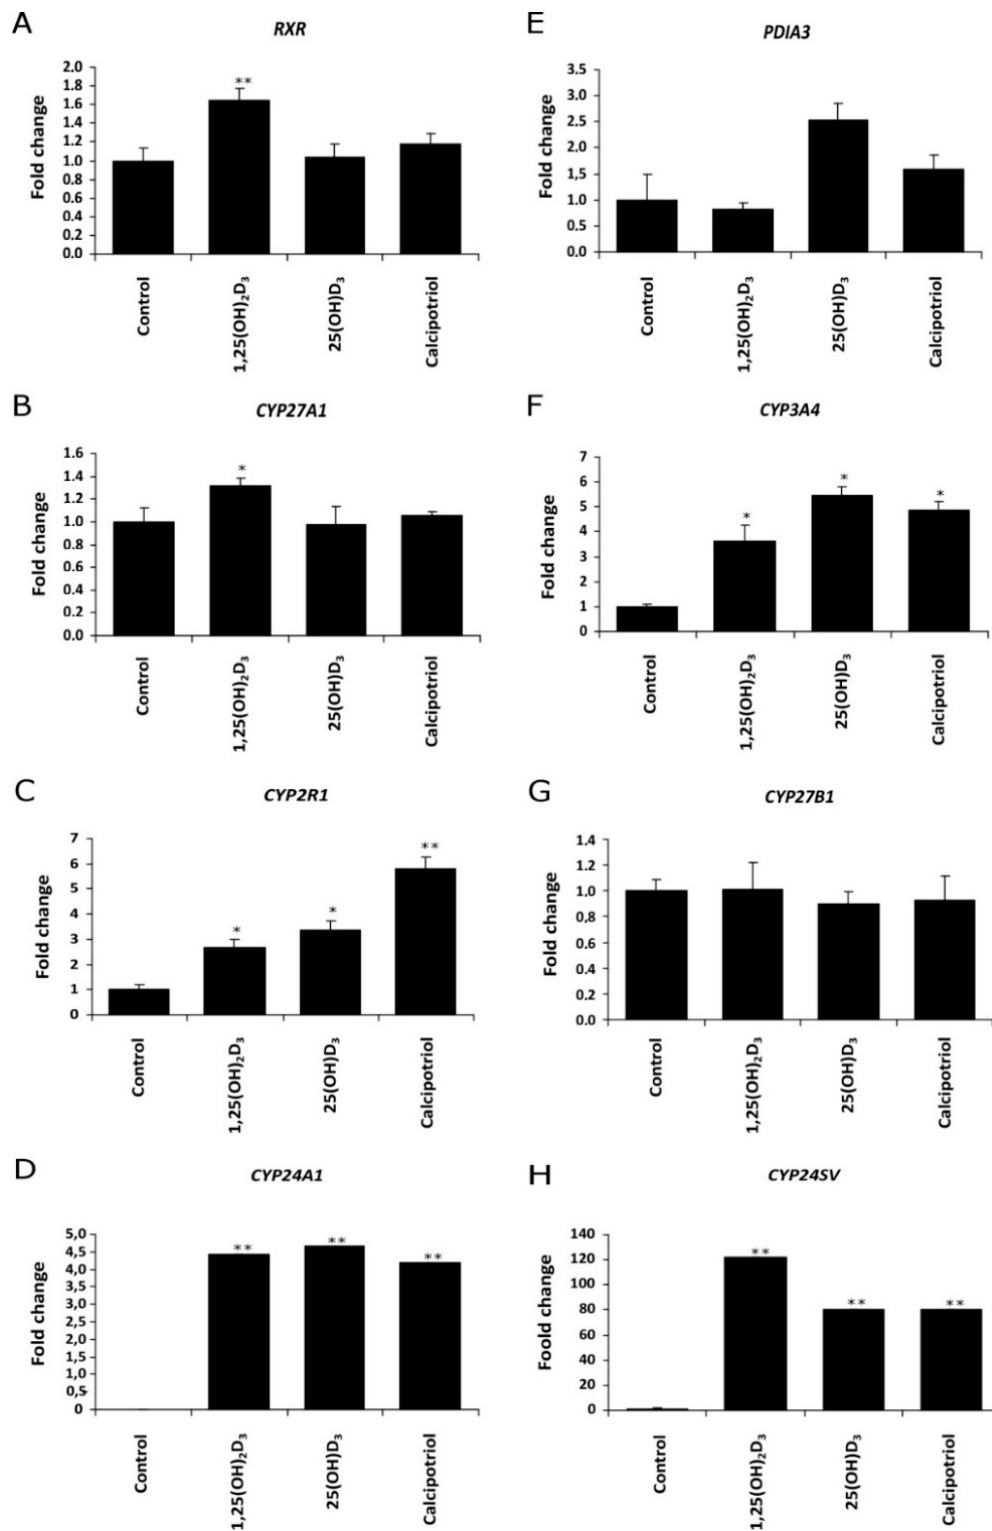 A
RXR
Fold change
2.0
1.8
1.6
1.4
1.2
1.0
0.8
0.6
0.4
0.2
0.0
**
Control
1,25(OH)₂D₃
25(OH)D₃
Calcipotriol
E
PDIA3
Fold change
3.5
3.0
2.5
2.0
1,5
1.0
0.5
0.0
Control
1,25(OH)₂D₃
25(OH)D₃
Calcipotriol
B
CYP27A1
Fold change
1.6
1.4
1.2
1.0
0.8
0.6
0.4
0.2
0.0
*
Control
1,25(OH)₂D₃
25(OH)D₃
Calcipotriol
F
CYP3A4
Fold change
7
6
5
4
3
2
1
0
*
*
*
Control
1,25(OH)₂D₃
25(OH)D₃
Calcipotriol
C
CYP2R1
Fold change
7
6
5
4
3
2
1
0
*
*
**
Control
1,25(OH)₂D₃
25(OH)D₃
Calcipotriol
G
CYP27B1
Fold change
1.4
1.2
1.0
0.8
0.6
0.4
0.2
0.0
Control
1,25(OH)₂D₃
25(OH)D₃
Calcipotriol
D
CYP24A1
Fold change
5,0
4,5
4,0
3,5
3,0
2,5
2,0
1,5
1,0
0,5
0
**
**
**
Control
1,25(OH)₂D₃
25(OH)D₃
Calcipotriol
H
CYP24SV
Foold change
140
120
100
80
60
40
20
0
**
**
**
Control
1,25(OH)₂D₃
25(OH)D₃
Calcipotriol